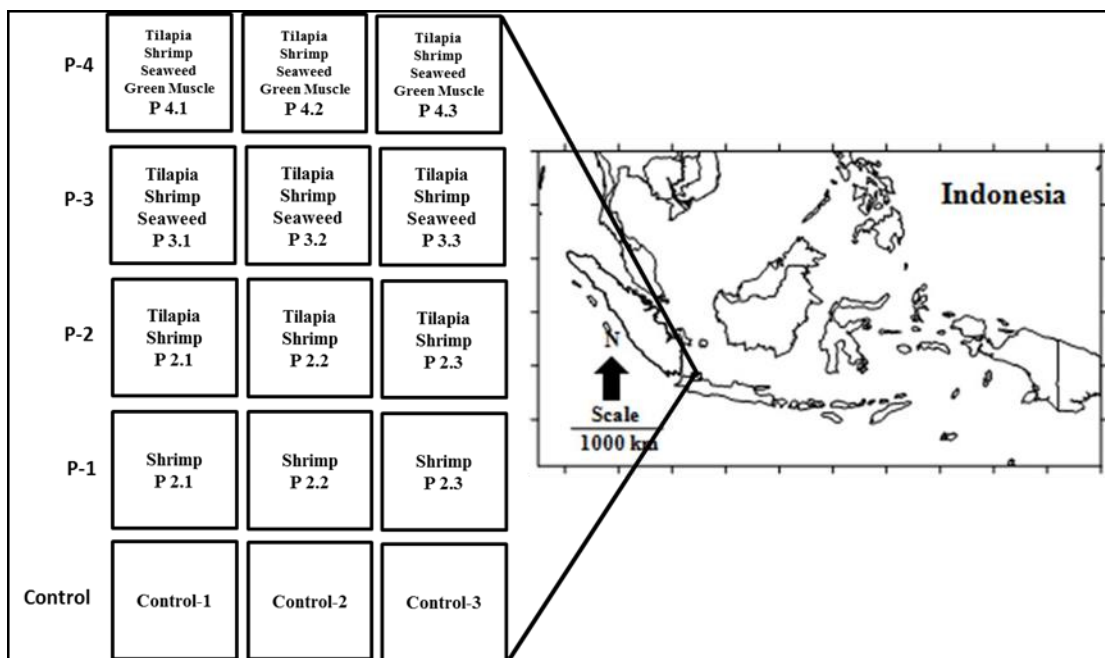 P-4
Tilapia
Shrimp
Seaweed
Green Muscle
P 4.1
Tilapia
Shrimp
Seaweed
Green Muscle
P 4.2
Tilapia
Shrimp
Seaweed
Green Muscle
P 4.3
P-3
Tilapia
Shrimp
Seaweed
P 3.1
Tilapia
Shrimp
Seaweed
P 3.2
Tilapia
Shrimp
Seaweed
P 3.3
P-2
Tilapia
Shrimp
P 2.1
Tilapia
Shrimp
P 2.2
Tilapia
Shrimp
P 2.3
P-1
Shrimp
P 2.1
Shrimp
P 2.2
Shrimp
P 2.3
Control
Control-1
Control-2
Control-3
Indonesia
N
Scale
1000 km